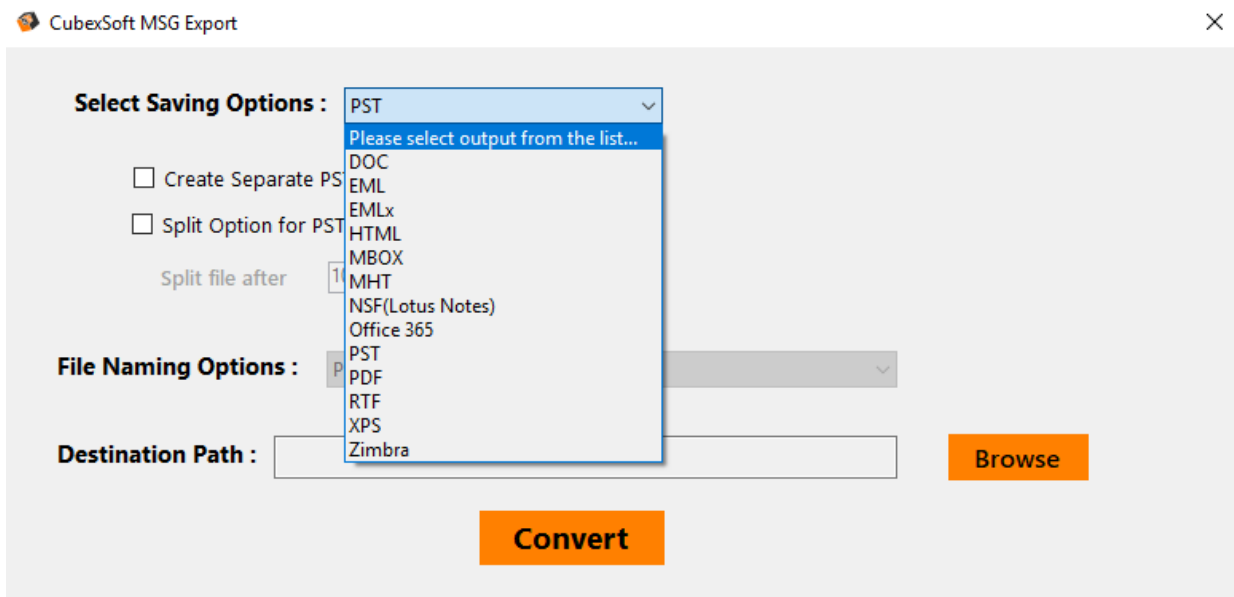 CubexSoft MSG Export
Select Saving Options :
PST
Please select output from the list...
DOC
Create Separate
EML
EMLx
Split Option for PST
HTML
MBOX
Split file after
MHT
NSF(Lotus Notes)
Office 365
PST
File Naming Options :
PDF
RTF
XPS
Zimbra
Destination Path :
Browse
Convert